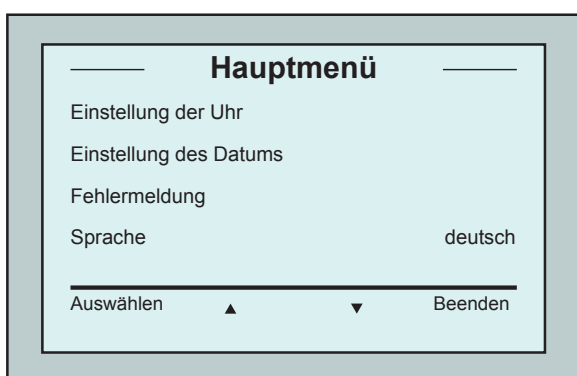 Hauptmenü
Einstellung der Uhr
Einstellung des Datums
Fehlermeldung
Sprache deutsch
Auswählen ▲ ▼ Beenden